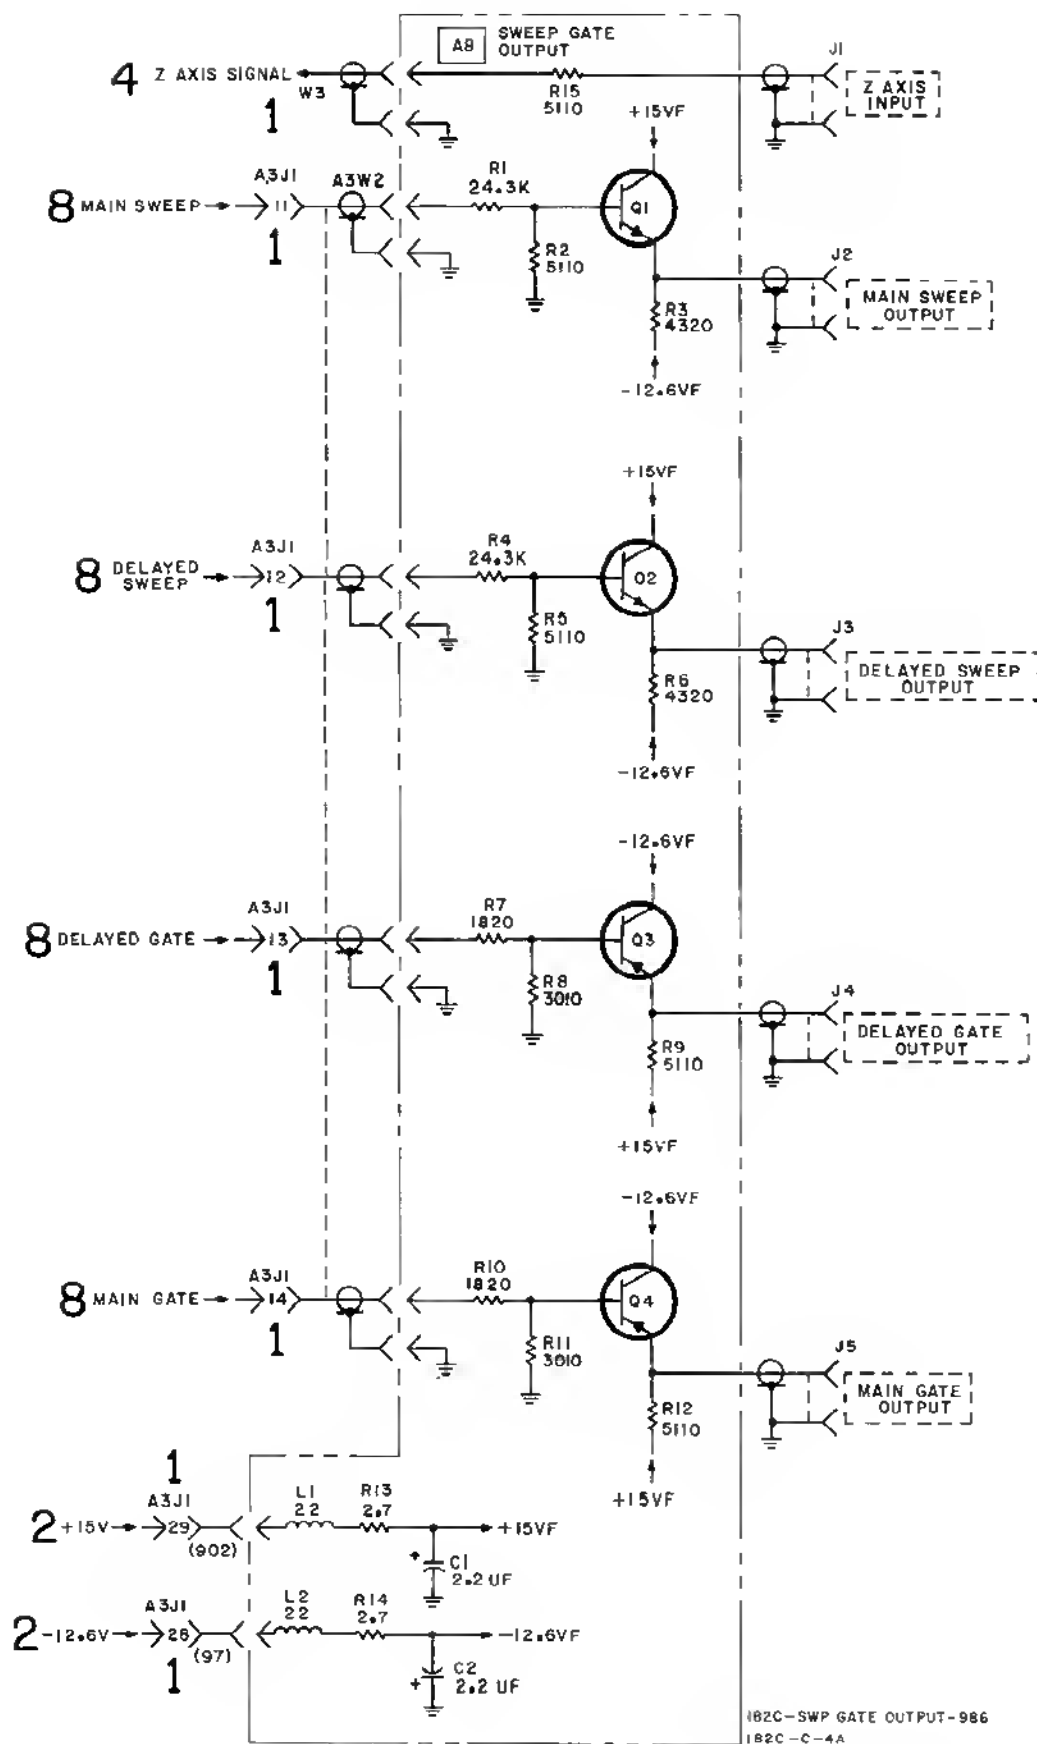 A8
SWEEP GATE
OUTPUT
J1
4 Z AXIS SIGNAL
W3
R15
5110
Z AXIS
INPUT
1
+15VF
A3J1
A3W2
R1
24.3K
8 MAIN SWEEP
11
Q1
1
R2
5110
J2
R3
4320
MAIN SWEEP
OUTPUT
-12.6VF
+15VF
A3J1
R4
24.3K
8 DELAYED
SWEEP
12
Q2
1
R5
5110
J3
R6
4320
DELAYED SWEEP
OUTPUT
-12.6VF
-12.6VF
A3J1
R7
1820
8 DELAYED GATE
13
Q3
1
R8
3010
J4
R9
5110
DELAYED GATE
OUTPUT
+15VF
-12.6VF
A3J1
R10
1820
8 MAIN GATE
14
Q4
1
R11
3010
J5
R12
5110
MAIN GATE
OUTPUT
1
+15VF
A3J1
L1
22
R13
2.7
2 +15V
29
+15VF
(902)
+
C1
2.2 UF
A3J1
L2
22
R14
2.7
2 -12.6V
-12.6VF
(97)
1
+
C2
2.2 UF
182C-SWP GATE OUTPUT-986
182C-C-4A